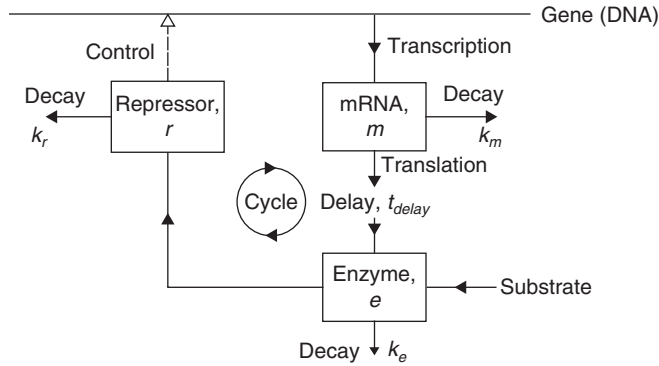 Gene (DNA)
Control
Transcription
Decay
k_r
Repressor,
r
mRNA,
m
Decay
k_m
Translation
Cycle
Delay, t_delay
Enzyme,
e
Substrate
Decay
k_e